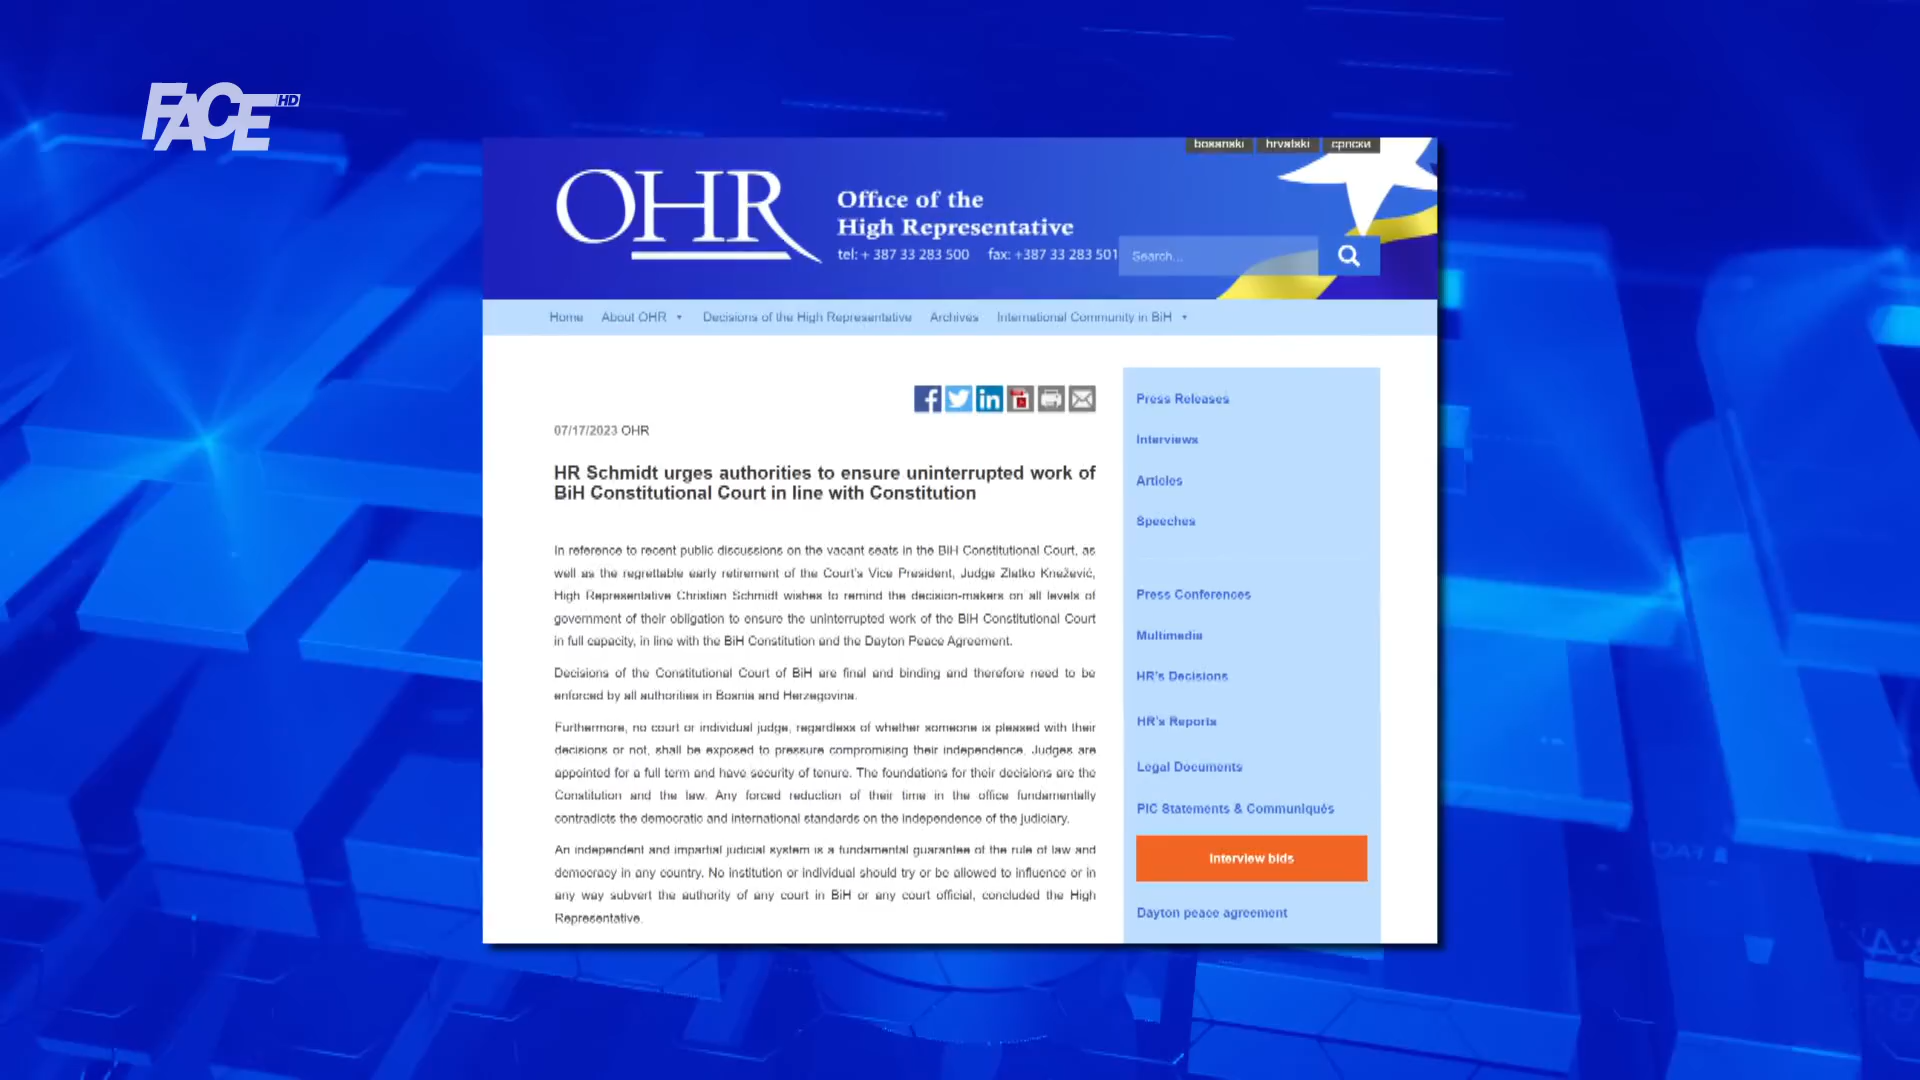 FACE HD
bosanski hrvatski српски
OHR
Office of the
High Representative
tel: + 387 33 283 500 fax: +387 33 283 501
Search...
Home About OHR Decisions of the High Representative Archives International Community in BiH
07/17/2023 OHR
HR Schmidt urges authorities to ensure uninterrupted work of
BiH Constitutional Court in line with Constitution
In reference to recent public discussions on the vacant seats in the BiH Constitutional Court, as
well as the regrettable early retirement of the Court's Vice President, Judge Zlatko Knežević,
High Representative Christian Schmidt wishes to remind the decision-makers on all levels of
government of their obligation to ensure the uninterrupted work of the BiH Constitutional Court
in full capacity, in line with the BiH Constitution and the Dayton Peace Agreement.
Decisions of the Constitutional Court of BiH are final and binding and therefore need to be
enforced by all authorities in Bosnia and Herzegovina.
Furthermore, no court or individual judge, regardless of whether someone is pleased with their
decisions or not, shall be exposed to pressure compromising their independence. Judges are
appointed for a full term and have security of tenure. The foundations for their decisions are the
Constitution and the law. Any forced reduction of their time in the office fundamentally
contradicts the democratic and international standards on the independence of the judiciary.
An independent and impartial judicial system is a fundamental guarantee of the rule of law and
democracy in any country. No institution or individual should try or be allowed to influence or in
any way subvert the authority of any court in BiH or any court official, concluded the High
Representative.
Press Releases
Interviews
Articles
Speeches
Press Conferences
Multimedia
HR's Decisions
HR's Reports
Legal Documents
PIC Statements & Communiqués
Interview bids
Dayton peace agreement